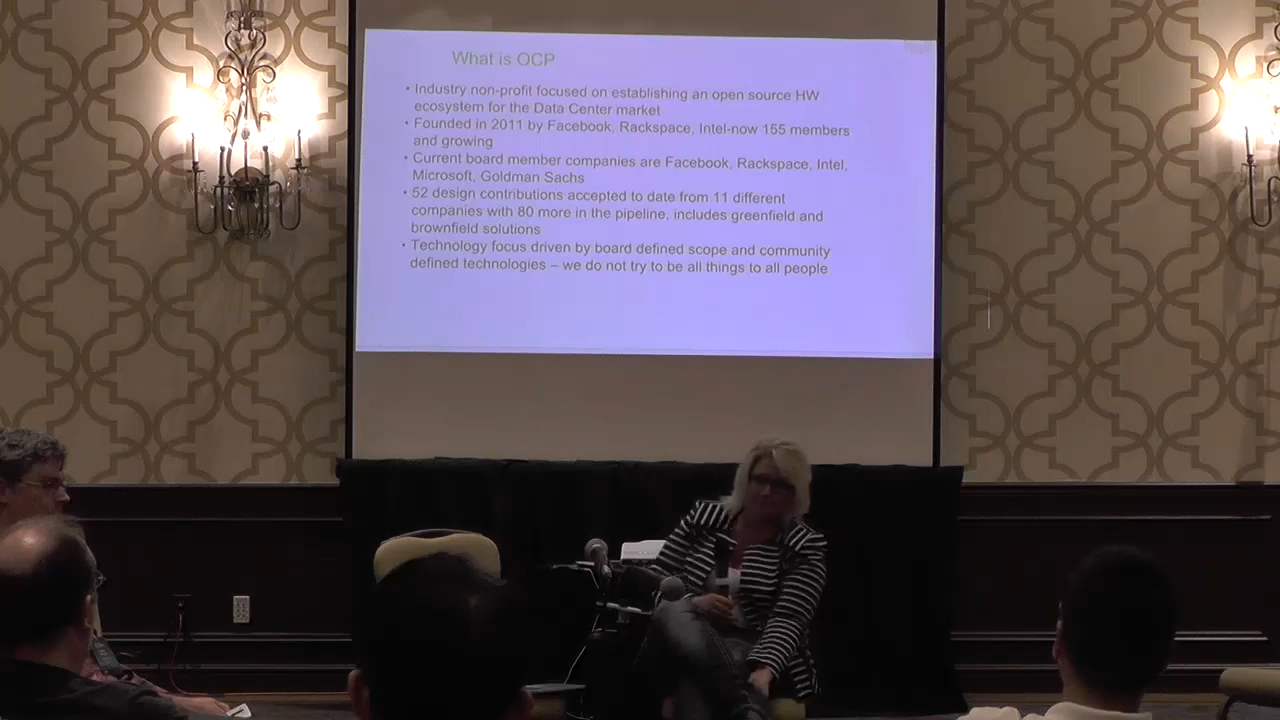 What is OCP
• Industry non-profit focused on establishing an open source HW
ecosystem for the Data Center market
• Founded in 2011 by Facebook, Rackspace, Intel-now 155 members
and growing
• Current board member companies are Facebook, Rackspace, Intel,
Microsoft, Goldman Sachs
• 52 design contributions accepted to date from 11 different
companies with 80 more in the pipeline, includes greenfield and
brownfield solutions
• Technology focus driven by board defined scope and community
defined technologies – we do not try to be all things to all people